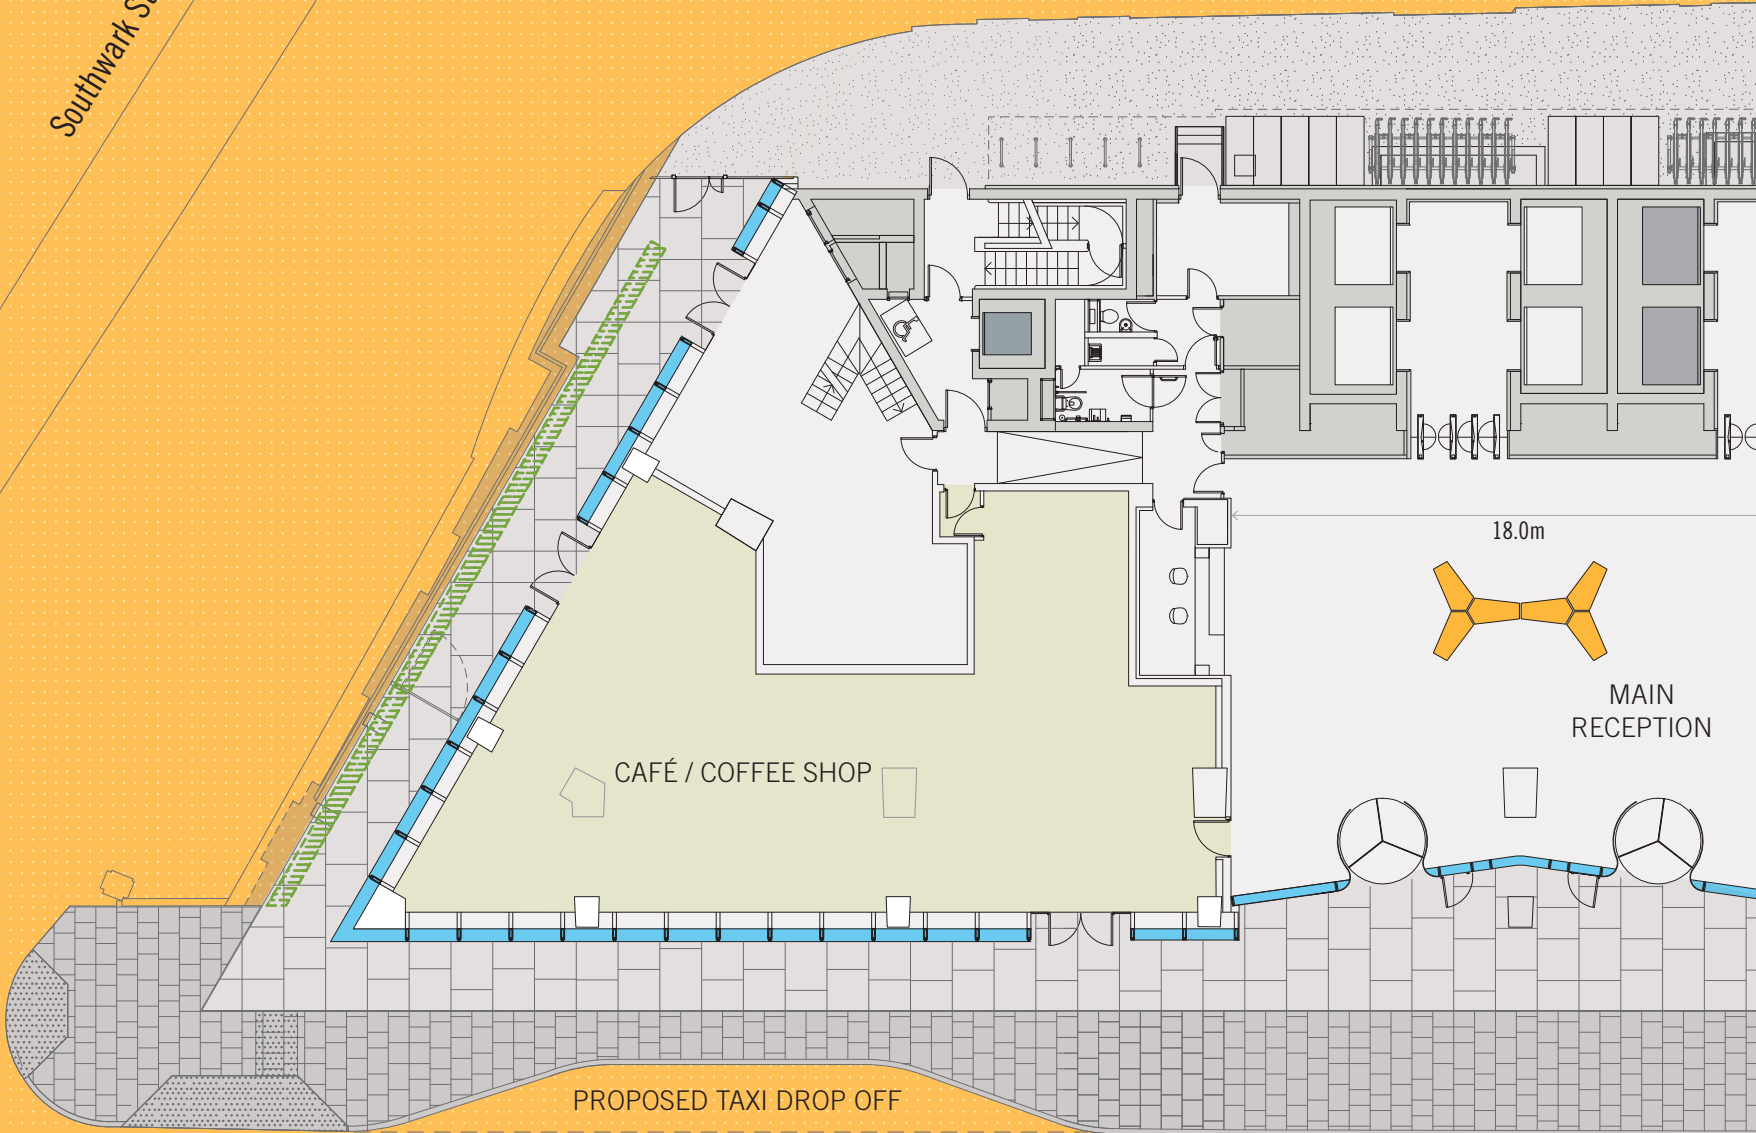 Southwark
18.0m
MAIN
RECEPTION
CAFÉ / COFFEE SHOP
PROPOSED TAXI DROP OFF